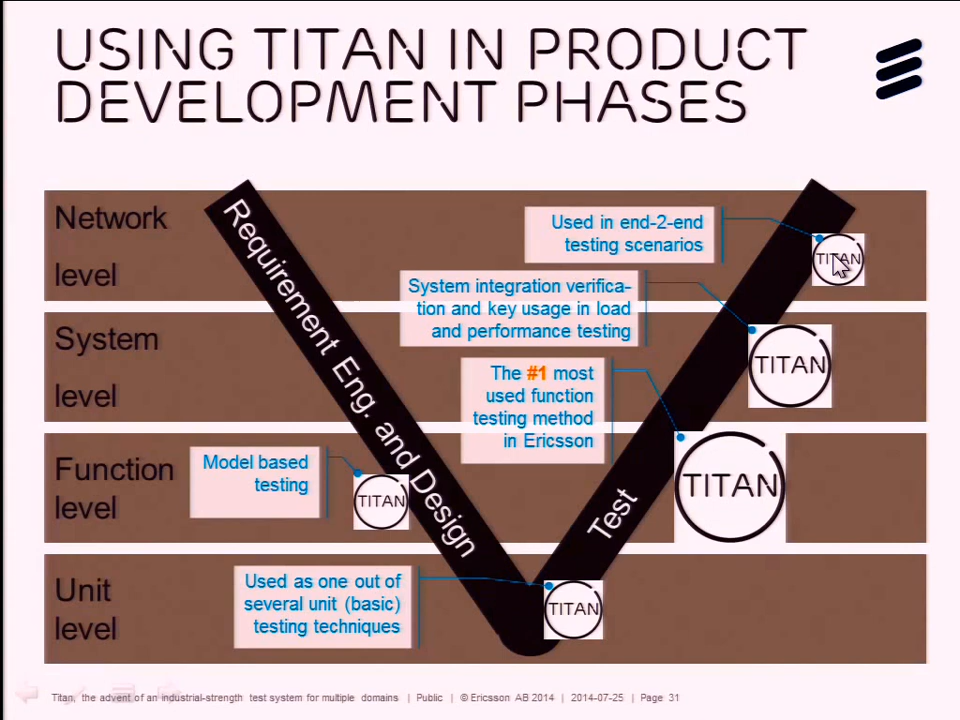 USING TITAN IN PRODUCT
DEVELOPMENT PHASES
Network
level
Requirement Eng. and Design
Used in end-2-end
testing scenarios
TITAN
System integration verifica-
tion and key usage in load
and performance testing
System
level
TITAN
The #1 most
used function
testing method
in Ericsson
Test
Function
level
Model based
testing
TITAN
TITAN
Unit
level
Used as one out of
several unit (basic)
testing techniques
TITAN
Titan, the advent of an industrial-strength test system for multiple domains | Public | © Ericsson AB 2014 | 2014-07-25 | Page 31